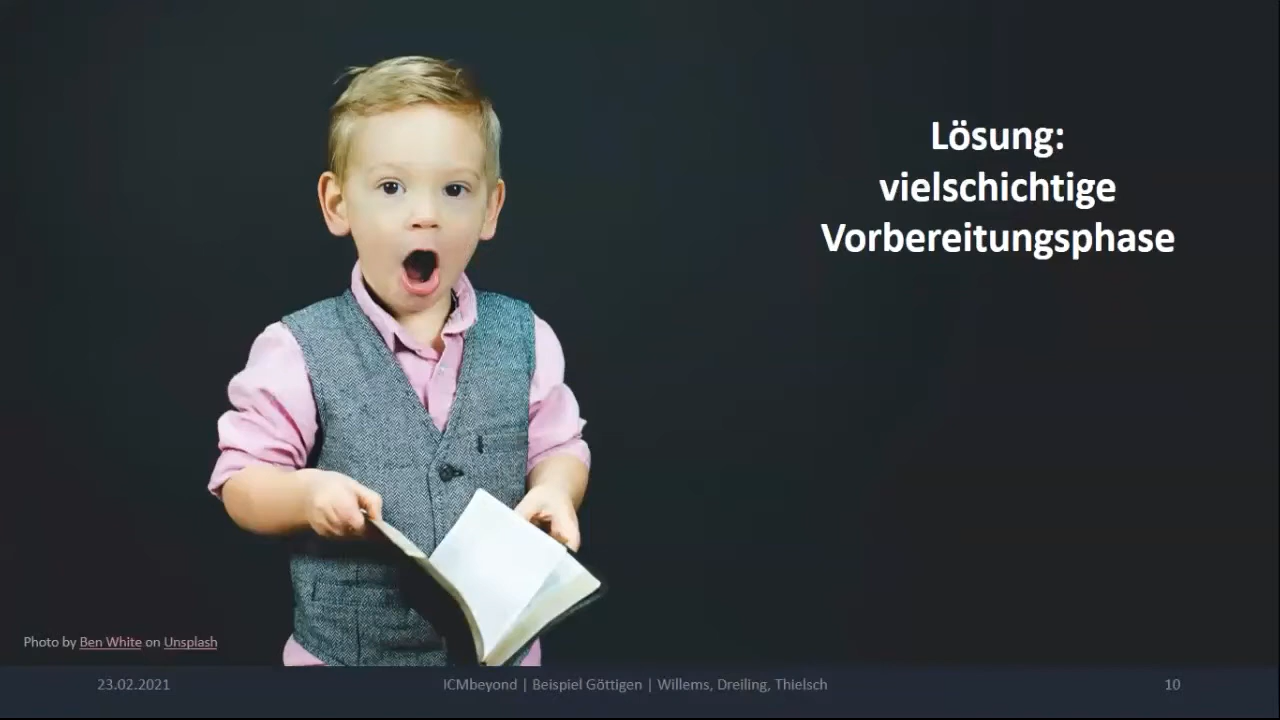 Lösung:
vielschichtige
Vorbereitungsphase
Photo by Ben White on Unsplash
23.02.2021
ICMbeyond | Beispiel Göttigen | Willems, Dreiling, Thielsch
10